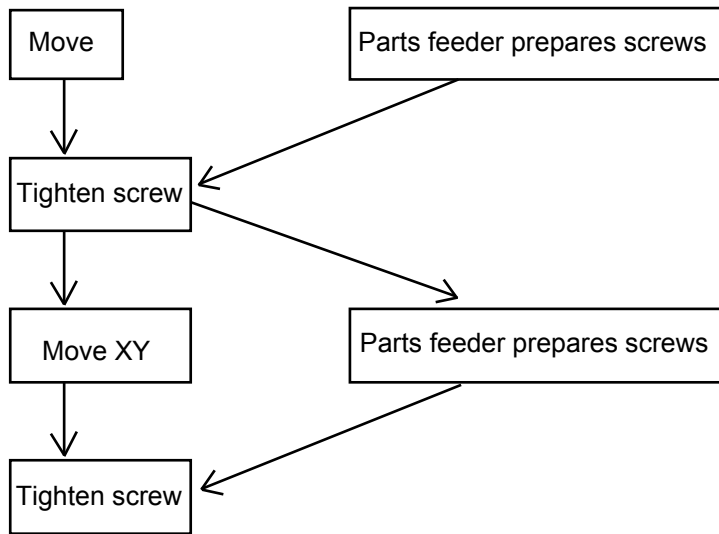 Move
Parts feeder prepares screws
Tighten screw
Move XY
Parts feeder prepares screws
Tighten screw